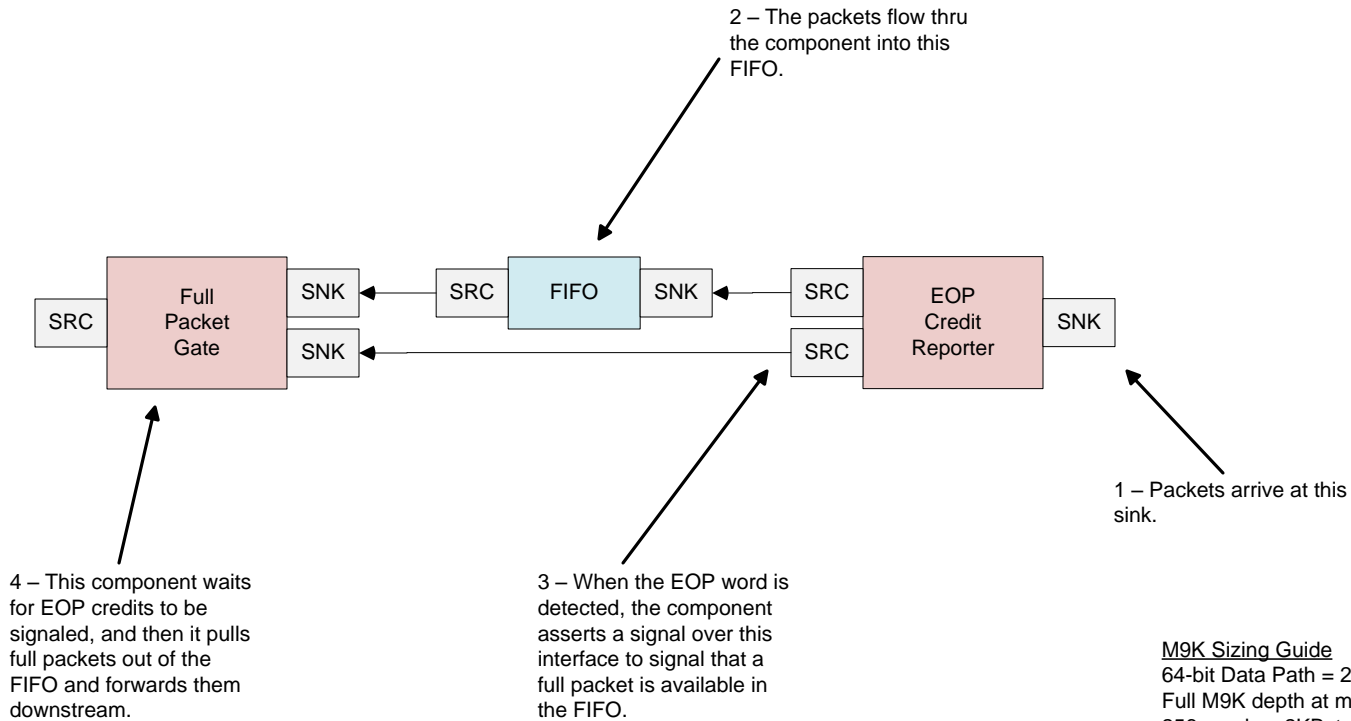 2 – The packets flow thru
the component into this
FIFO.
SRC
Full
Packet
Gate
SNK
SNK
SRC
FIFO
SNK
SRC
SRC
EOP
Credit
Reporter
SNK
1 – Packets arrive at this
sink.
4 – This component waits
for EOP credits to be
signaled, and then it pulls
full packets out of the
FIFO and forwards them
downstream.
3 – When the EOP word is
detected, the component
asserts a signal over this
interface to signal that a
full packet is available in
the FIFO.
M9K Sizing Guide
64-bit Data Path = 2
Full M9K depth at m